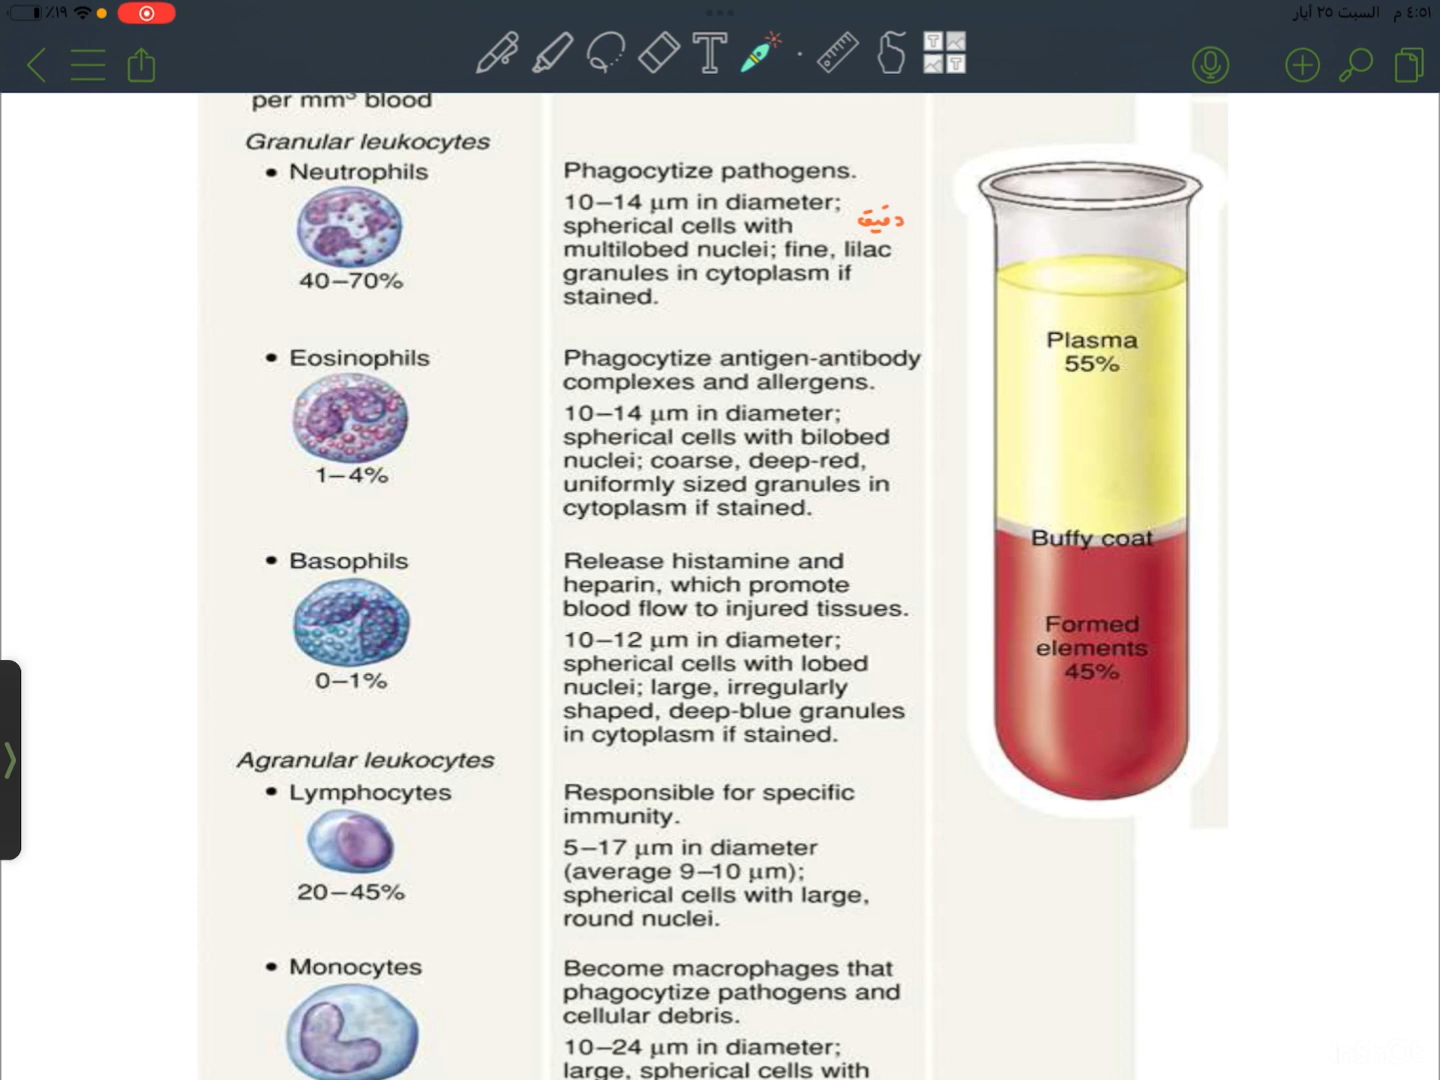 ٪١٩
٤:٥١ م السبت ٢٥ أيار
per mm³ blood
Granular leukocytes
• Neutrophils
40–70%
Phagocytize pathogens.
10–14 µm in diameter;
spherical cells with
multilobed nuclei; fine, lilac
granules in cytoplasm if
stained.
دقيق
• Eosinophils
1–4%
Phagocytize antigen-antibody
complexes and allergens.
10–14 µm in diameter;
spherical cells with bilobed
nuclei; coarse, deep-red,
uniformly sized granules in
cytoplasm if stained.
• Basophils
0–1%
Release histamine and
heparin, which promote
blood flow to injured tissues.
10–12 µm in diameter;
spherical cells with lobed
nuclei; large, irregularly
shaped, deep-blue granules
in cytoplasm if stained.
Agranular leukocytes
• Lymphocytes
20–45%
Responsible for specific
immunity.
5–17 µm in diameter
(average 9–10 µm);
spherical cells with large,
round nuclei.
• Monocytes
Become macrophages that
phagocytize pathogens and
cellular debris.
10–24 µm in diameter;
large, spherical cells with
Plasma
55%
Buffy coat
Formed
elements
45%